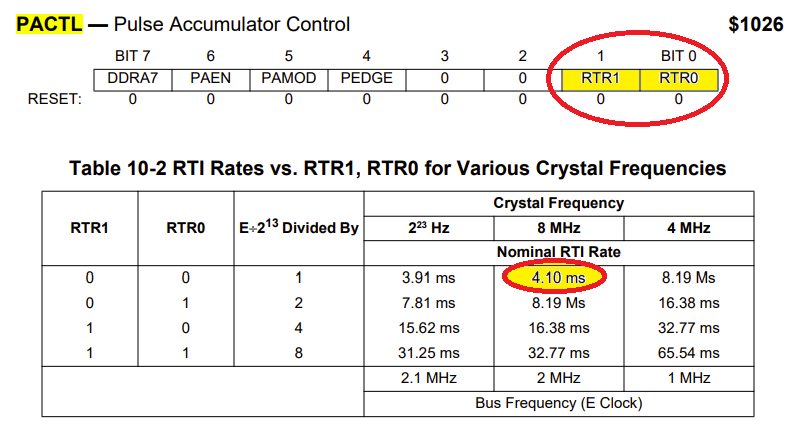 PACTL — Pulse Accumulator Control $1026
BIT 7 6 5 4 3 2 1 BIT 0
DDRA7 PAEN PAMOD PEDGE 0 0 RTR1 RTR0
RESET: 0 0 0 0 0 0 0 0
Table 10-2 RTI Rates vs. RTR1, RTR0 for Various Crystal Frequencies
Crystal Frequency
RTR1 RTR0 E÷2¹³ Divided By 2²³ Hz 8 MHz 4 MHz
Nominal RTI Rate
0 0 1 3.91 ms 4.10 ms 8.19 Ms
0 1 2 7.81 ms 8.19 Ms 16.38 ms
1 0 4 15.62 ms 16.38 ms 32.77 ms
1 1 8 31.25 ms 32.77 ms 65.54 ms
2.1 MHz 2 MHz 1 MHz
Bus Frequency (E Clock)